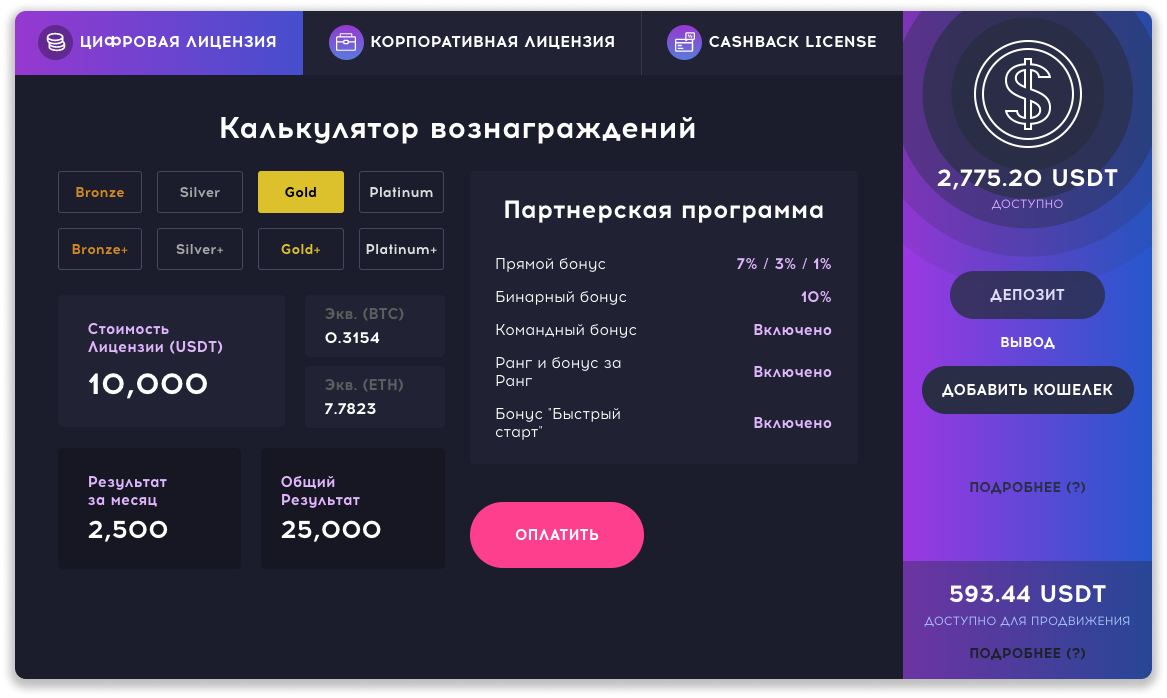 ЦИФРОВАЯ ЛИЦЕНЗИЯ
КОРПОРАТИВНАЯ ЛИЦЕНЗИЯ
CASHBACK LICENSE
Калькулятор вознаграждений
Bronze
Silver
Gold
Platinum
Bronze+
Silver+
Gold+
Platinum+
Стоимость
Лицензии (USDT)
10,000
Экв. (BTC)
0.3154
Экв. (ETH)
7.7823
Результат
за месяц
2,500
Общий
Результат
25,000
Партнерская программа
Прямой бонус
7% / 3% / 1%
Бинарный бонус
10%
Командный бонус
Включено
Ранг и бонус за
Ранг
Включено
Бонус "Быстрый
старт"
Включено
ОПЛАТИТЬ
$
2,775.20 USDT
ДОСТУПНО
ДЕПОЗИТ
ВЫВОД
ДОБАВИТЬ КОШЕЛЕК
ПОДРОБНЕЕ (?)
593.44 USDT
ДОСТУПНО ДЛЯ ПРОДВИЖЕНИЯ
ПОДРОБНЕЕ (?)